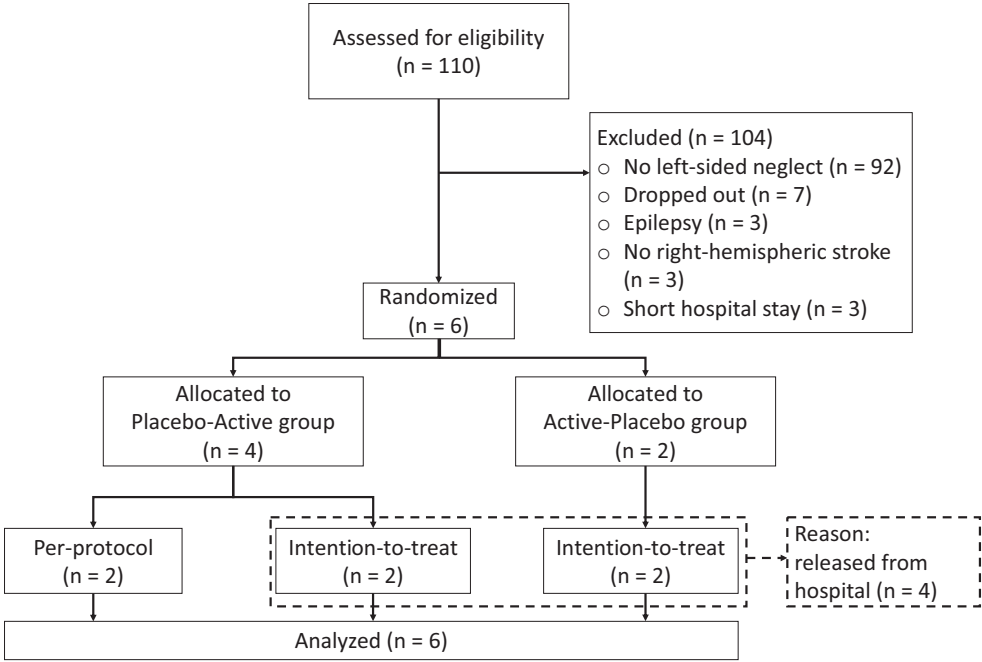 Assessed for eligibility
(n = 110)
Excluded (n = 104)
○ No left-sided neglect (n = 92)
○ Dropped out (n = 7)
○ Epilepsy (n = 3)
○ No right-hemispheric stroke
(n = 3)
○ Short hospital stay (n = 3)
Randomized
(n = 6)
Allocated to
Placebo-Active group
(n = 4)
Allocated to
Active-Placebo group
(n = 2)
Per-protocol
(n = 2)
Intention-to-treat
(n = 2)
Intention-to-treat
(n = 2)
Reason:
released from
hospital (n = 4)
Analyzed (n = 6)